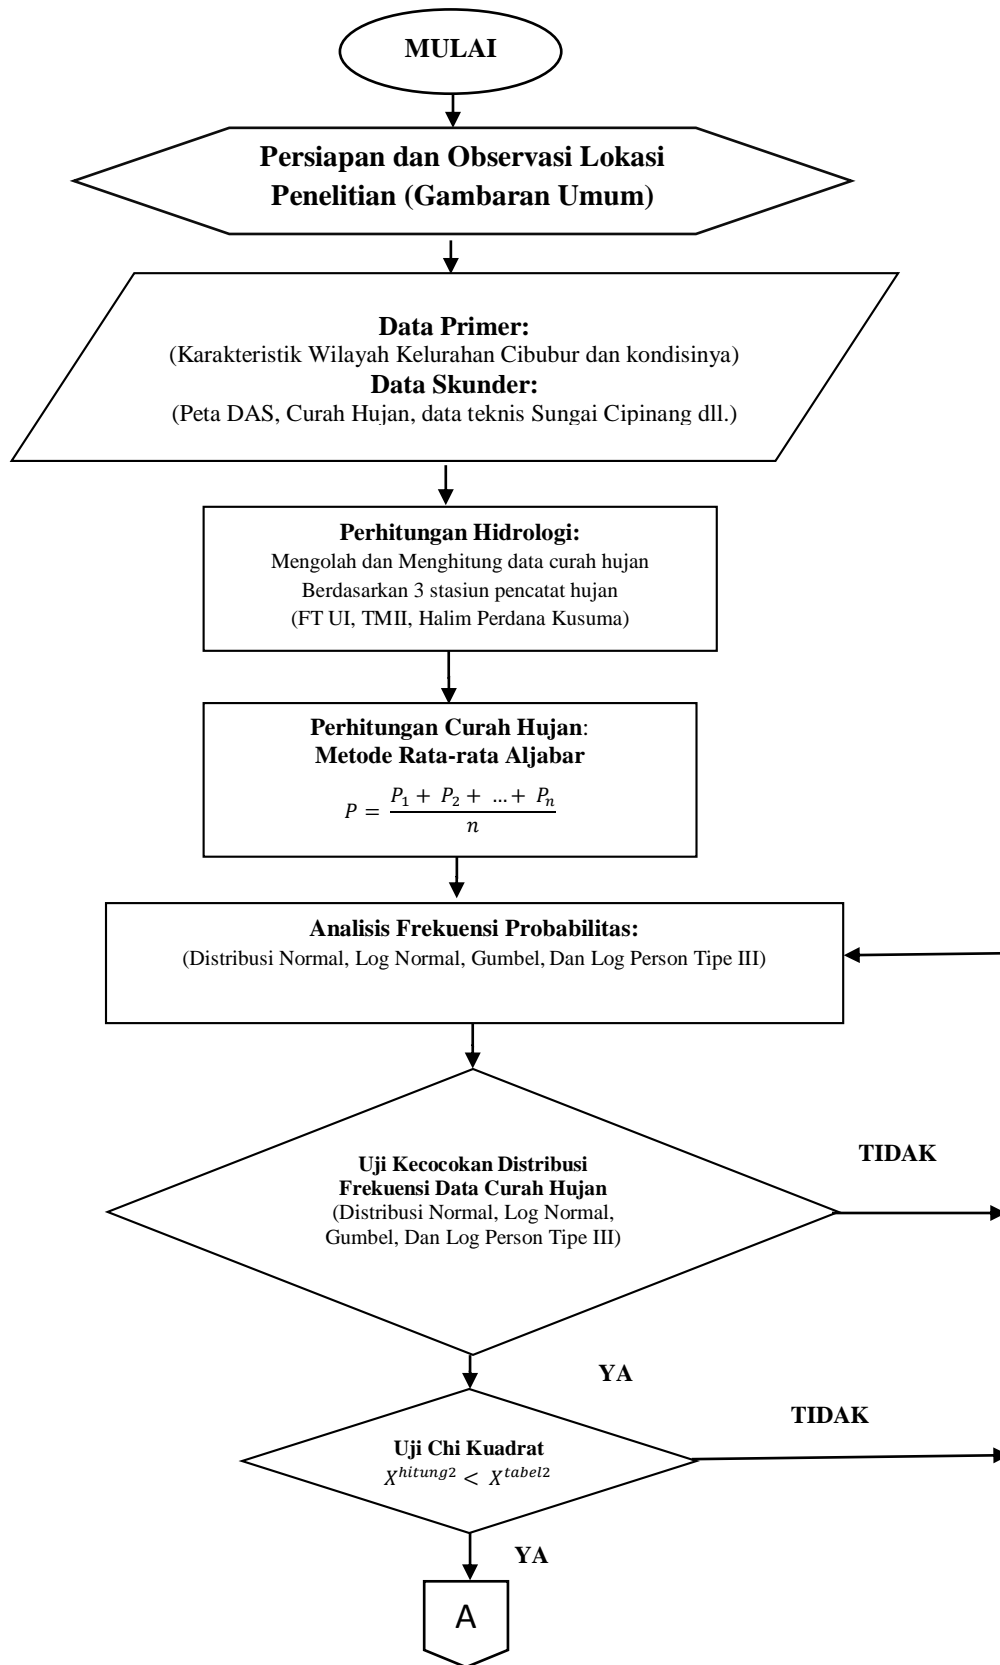 MULAI
Persiapan dan Observasi Lokasi
Penelitian (Gambaran Umum)
Data Primer:
(Karakteristik Wilayah Kelurahan Cibubur dan kondisinya)
Data Skunder:
(Peta DAS, Curah Hujan, data teknis Sungai Cipinang dll.)
Perhitungan Hidrologi:
Mengolah dan Menghitung data curah hujan
Berdasarkan 3 stasiun pencatat hujan
(FT UI, TMII, Halim Perdana Kusuma)
Perhitungan Curah Hujan:
Metode Rata-rata Aljabar
P = \frac{P_1 + P_2 + ...+ P_n}{n}
Analisis Frekuensi Probabilitas:
(Distribusi Normal, Log Normal, Gumbel, Dan Log Person Tipe III)
Uji Kecocokan Distribusi
Frekuensi Data Curah Hujan
(Distribusi Normal, Log Normal,
Gumbel, Dan Log Person Tipe III)
TIDAK
YA
Uji Chi Kuadrat
X^{hitung2} < X^{tabel2}
TIDAK
YA
A